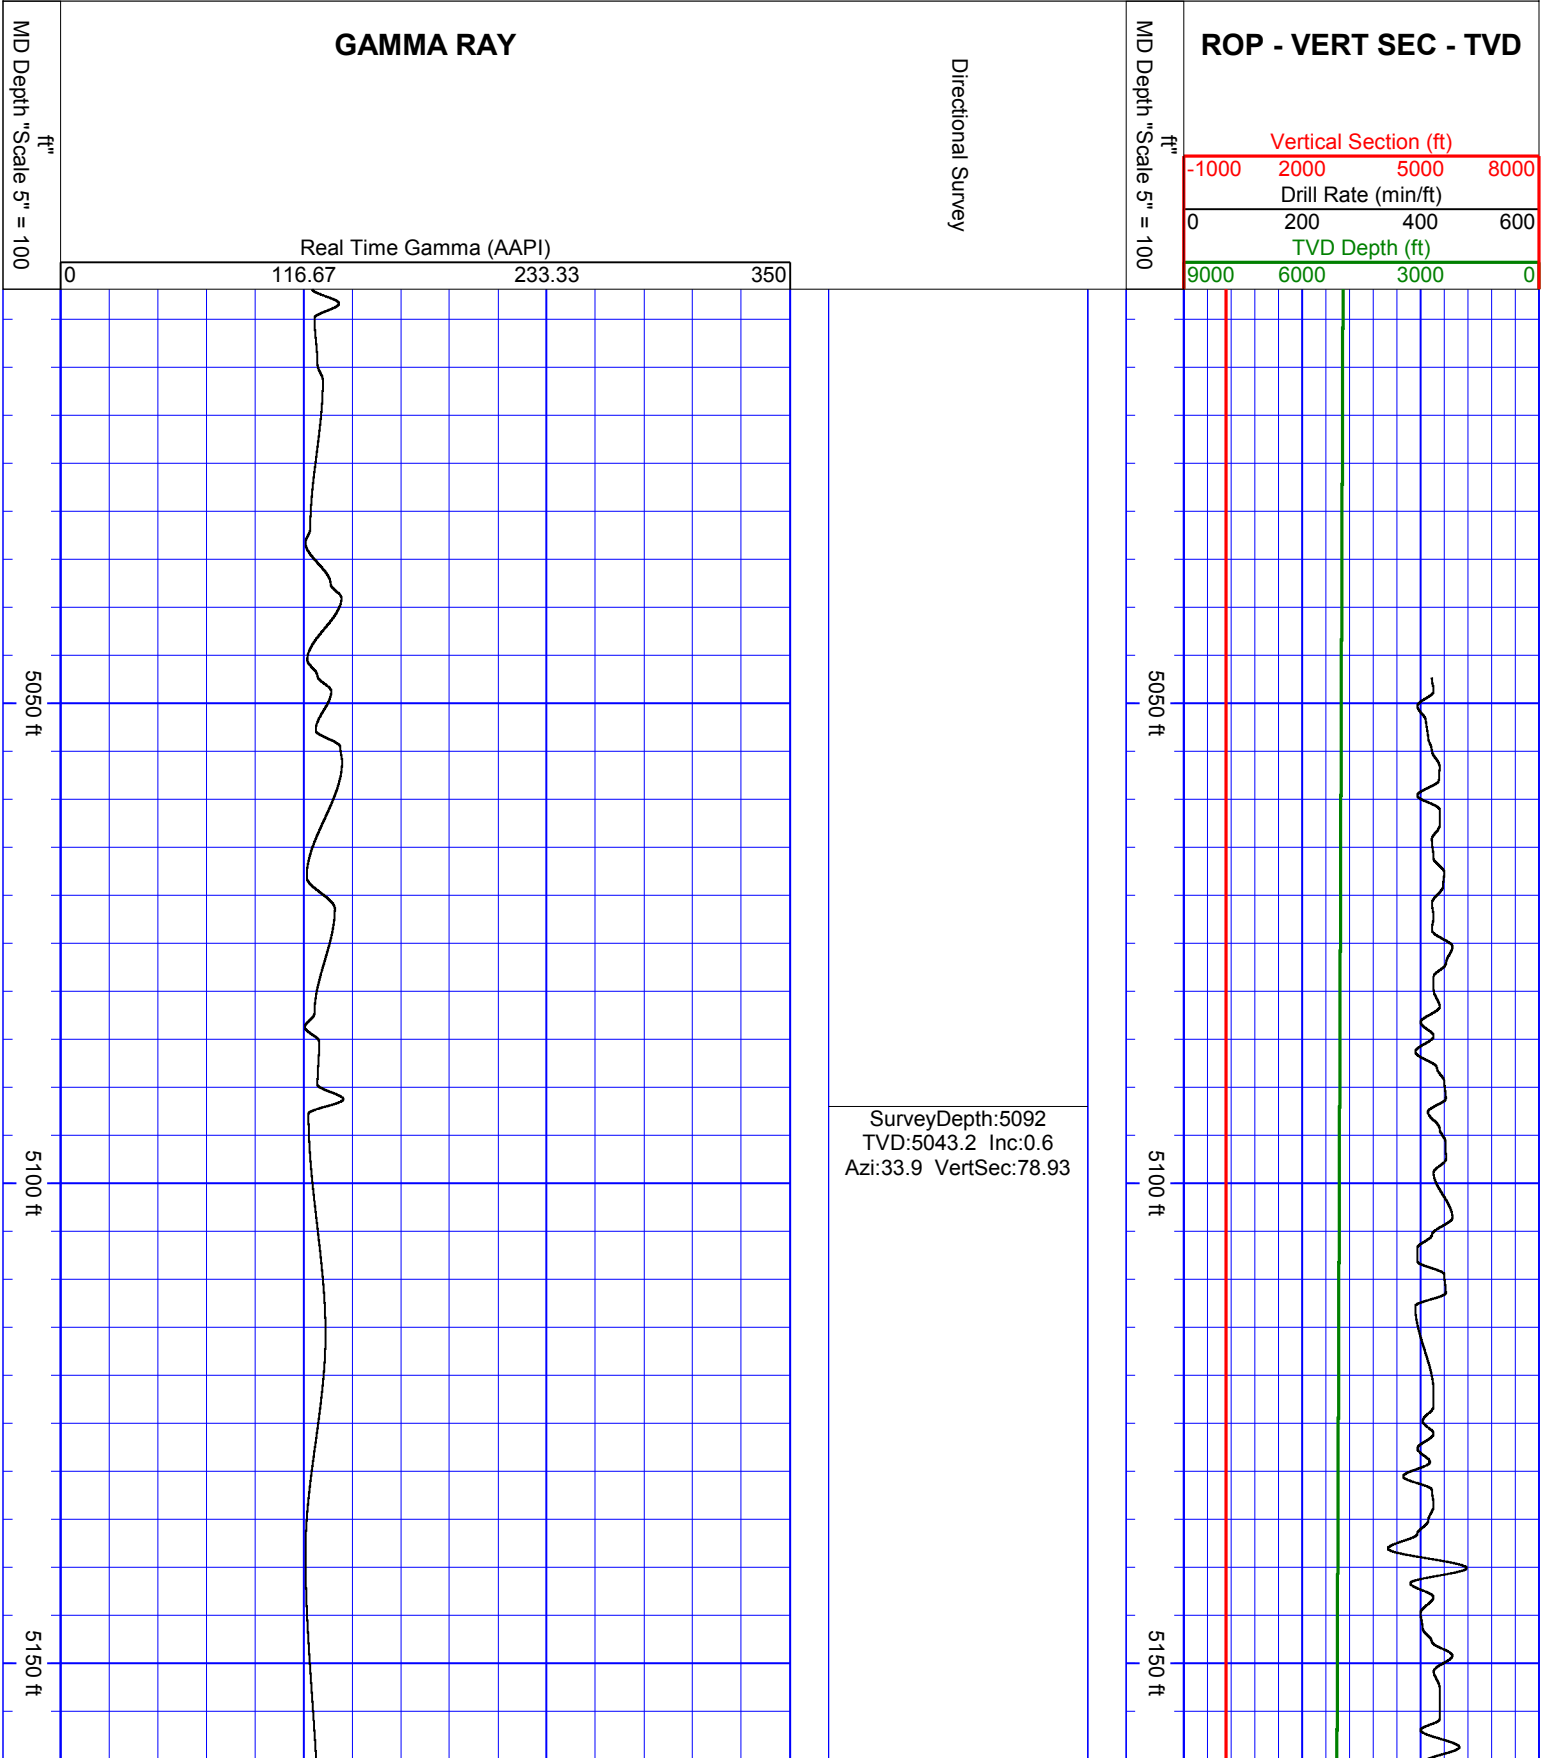 MD Depth "Scale 5" = 100
ft"
GAMMA RAY
Real Time Gamma (AAPI)
0 116.67 233.33 350
Directional Survey
MD Depth "Scale 5" = 100
ft"
ROP - VERT SEC - TVD
Vertical Section (ft)
-1000 2000 5000 8000
Drill Rate (min/ft)
0 200 400 600
TVD Depth (ft)
9000 6000 3000 0
5050 ft
5050 ft
SurveyDepth:5092
TVD:5043.2 Inc:0.6
Azi:33.9 VertSec:78.93
5100 ft
5100 ft
5150 ft
5150 ft